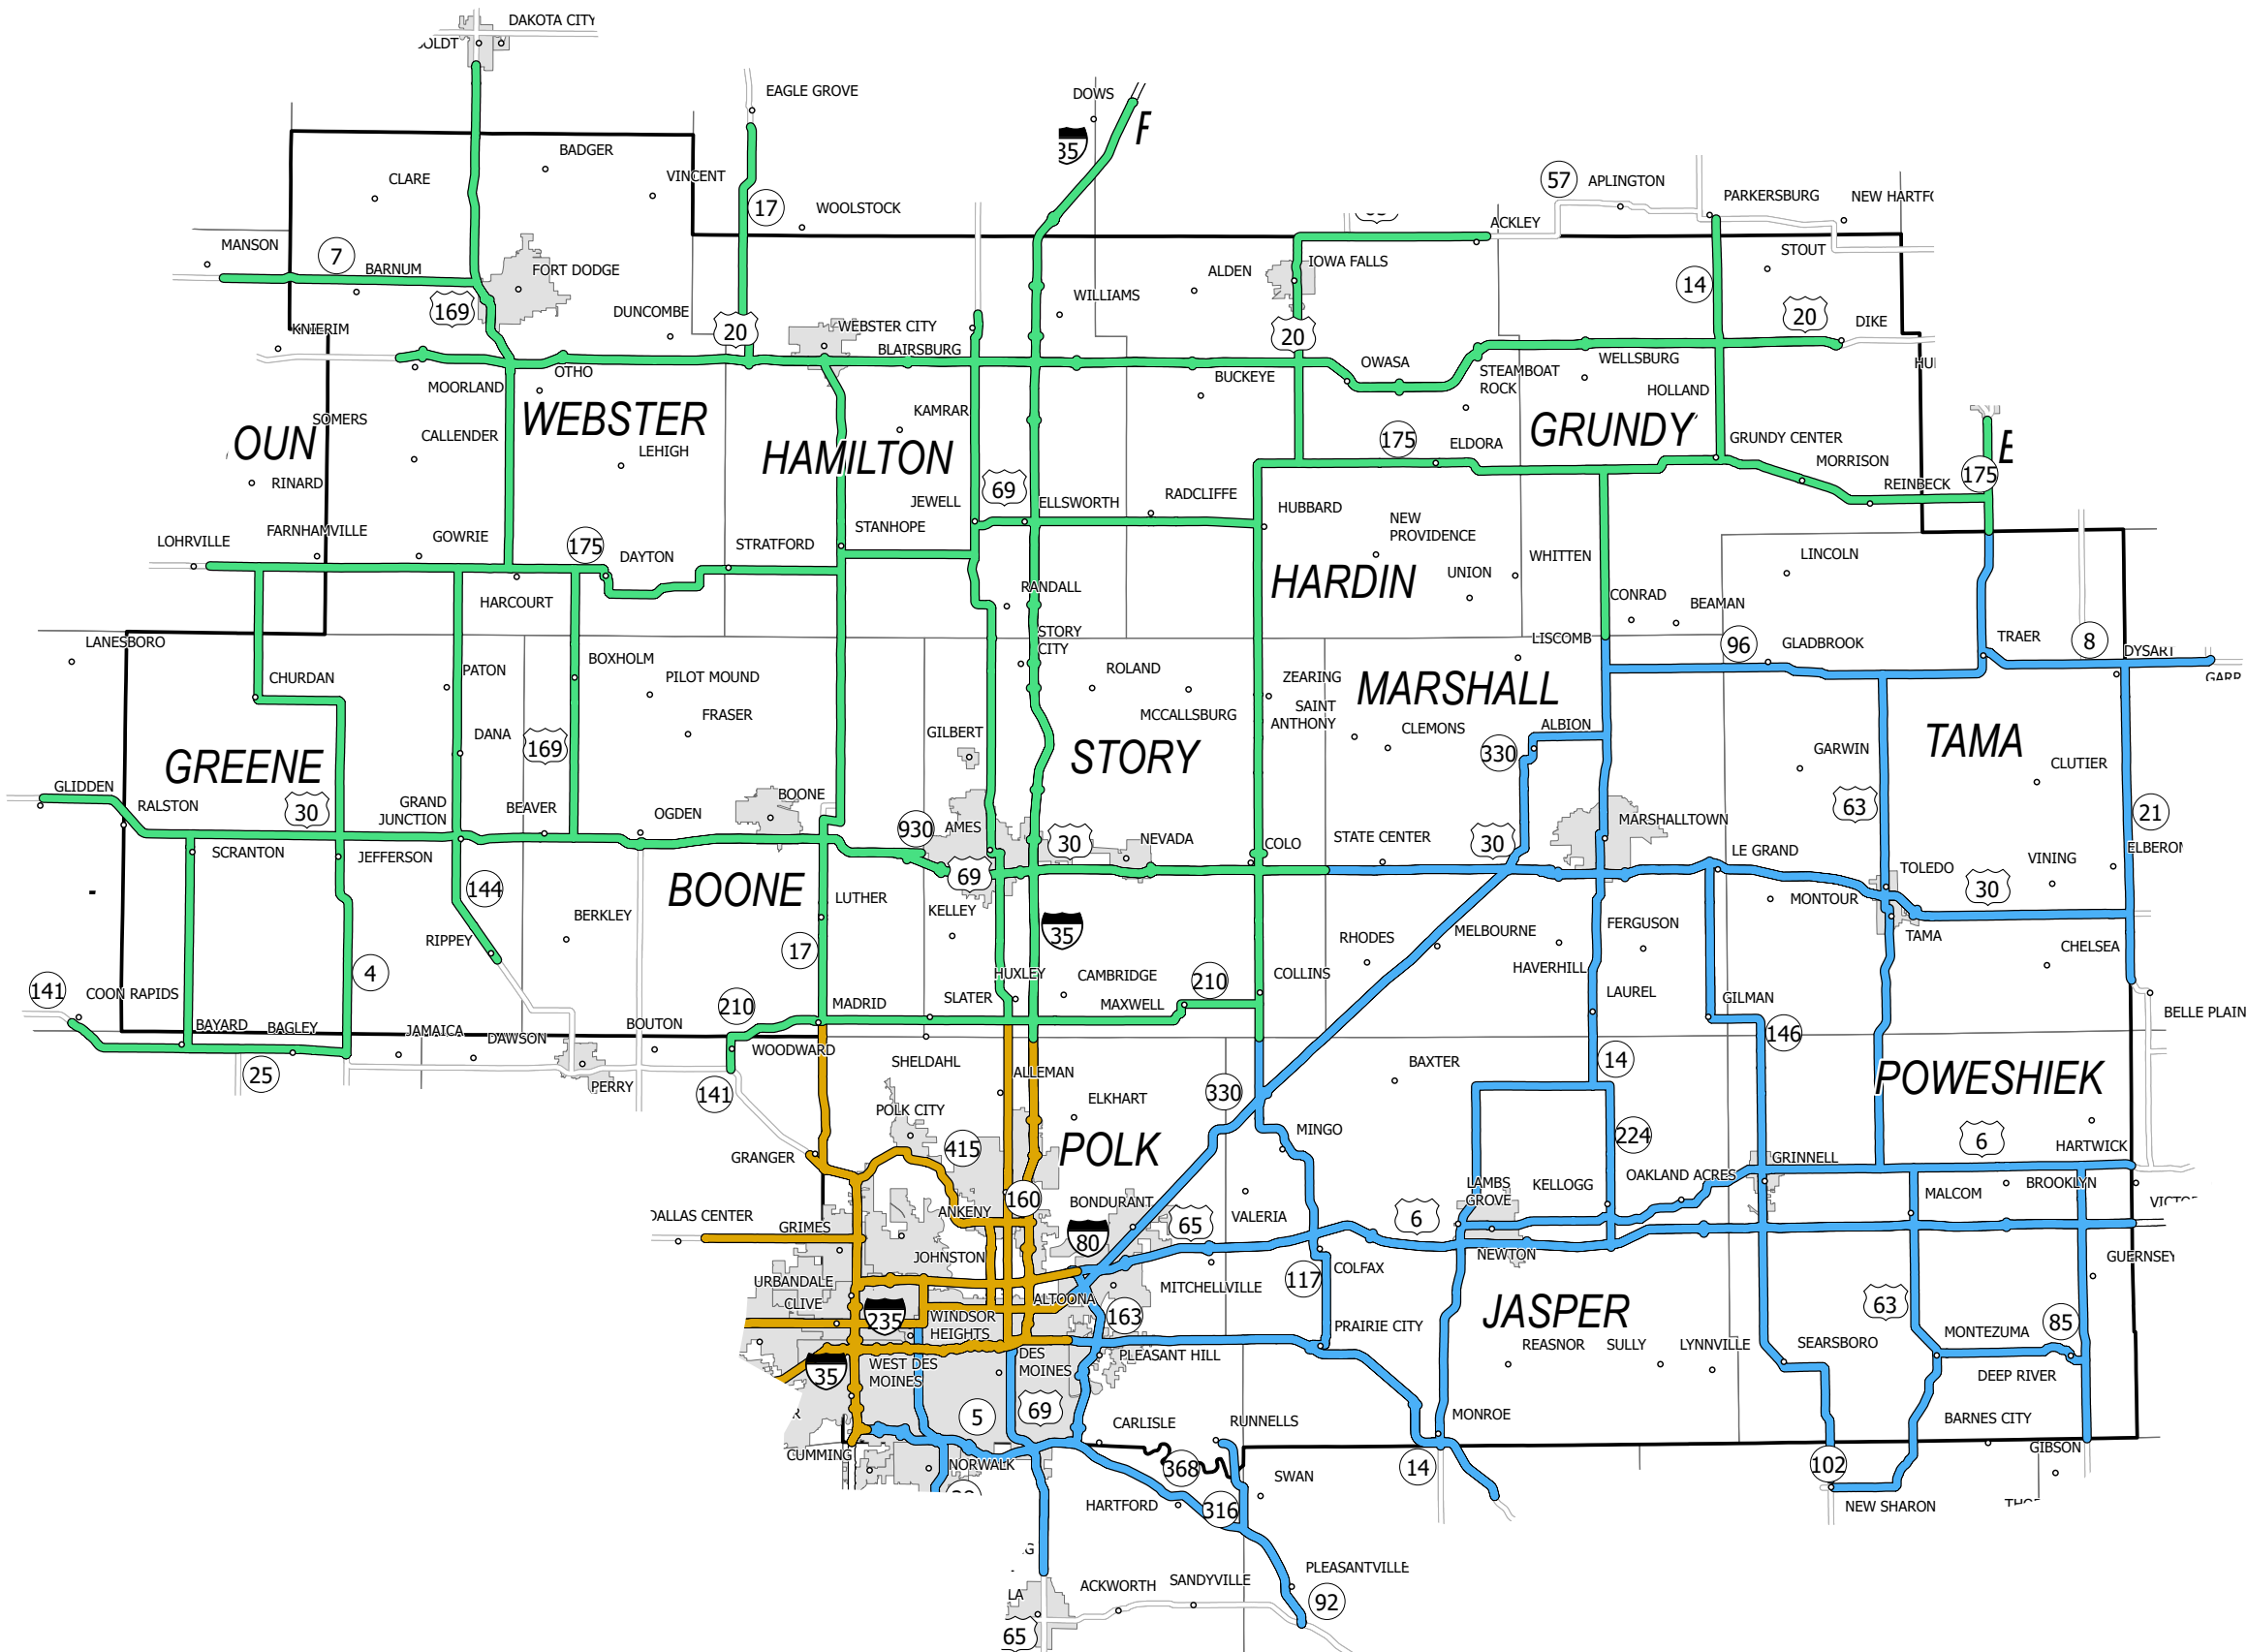 DAKOTA CITY
OLDT
EAGLE GROVE
DOWS
35
F
BADGER
CLARE
VINCENT
17
WOOLSTOCK
57
APLINGTON
PARKERSBURG
NEW HARTF
ACKLEY
MANSON
7
BARNUM
FORT DODGE
169
DUNCOMBE
ALDEN
IOWA FALLS
WILLIAMS
14
STOUT
20
DIKE
KNIERIM
20
WEBSTER CITY
BLAIRSBURG
20
OWASA
WELLSBURG
HU
MOORLAND
OTHO
BUCKEYE
STEAMBOAT
ROCK
HOLLAND
SOMERS
OUN
CALLENDER
WEBSTER
LEHIGH
HAMILTON
KAMRAR
175
ELDORA
GRUNDY
GRUNDY CENTER
MORRISON
E
RINARD
REINBECK
175
69
JEWELL
ELLSWORTH
RADCLIFFE
HUBBARD
NEW
PROVIDENCE
LOHRVILLE
FARNHAMVILLE
GOWRIE
175
DAYTON
STRATFORD
STANHOPE
HARDIN
UNION
WHITTEN
LINCOLN
HARCOURT
RANDALL
CONRAD
BEAMAN
LANESBORO
STORY
CITY
LISCOMB
96
GLADBROOK
TRAER
8
DYSART
GARR
CHURDAN
PATON
BOXHOLM
PILOT MOUND
ROLAND
ZEARING
MARSHALL
FRASER
MCCALLSBURG
SAINT
ANTHONY
CLEMONS
ALBION
DANA
169
GILBERT
STORY
330
GARWIN
TAMA
CLUTIER
GREENE
GLIDDEN
RALSTON
30
GRAND
JUNCTION
BEAVER
OGDEN
BOONE
930
AMES
30
NEVADA
COLO
STATE CENTER
30
MARSHALLTOWN
63
21
SCRANTON
JEFFERSON
LE GRAND
VINING
ELBERON
-
144
BOONE
69
TOLEDO
30
LUTHER
KELLEY
MONTOUR
BERKLEY
RIPPEY
35
RHODES
MELBOURNE
FERGUSON
TAMA
CHELSEA
141
COON RAPIDS
4
17
HUXLEY
CAMBRIDGE
210
COLLINS
HAVERHILL
LAUREL
GILMAN
BELLE PLAIN
BAYARD
BAGLEY
JAMAICA
DAWSON
BOUTON
210
MADRID
SLATER
MAXWELL
146
25
PERRY
141
WOODWARD
SHELDAHL
ALLEMAN
ELKHART
330
BAXTER
14
POWESHIEK
POLK CITY
415
POLK
MINGO
224
6
HARTWICK
GRANGER
LAMBS
GROVE
KELLOGG
OAKLAND ACRES
GRINNELL
BROOKLYN
DALLAS CENTER
GRIMES
ANKENY
160
BONDURANT
65
VALERIA
6
MALCOM
JOHNSTON
80
NEWTON
GUERNSEY
URBANDALE
CLIVE
235
WINDSOR
HEIGHTS
ALTOONA
MITCHELLVILLE
117
COLFAX
JASPER
63
85
163
PRAIRIE CITY
REASNOR
SULLY
LYNNVILLE
SEARSBORO
MONTEZUMA
35
WEST DES
MOINES
DES
MOINES
PLEASANT HILL
DEEP RIVER
R
5
69
CARLISLE
RUNNELLS
MONROE
BARNES CITY
CUMMING
NORWALK
368
SWAN
14
102
GIBSON
HARTFORD
316
NEW SHARON
G
LA
ACKWORTH
SANDYVILLE
PLEASANTVILLE
65
92